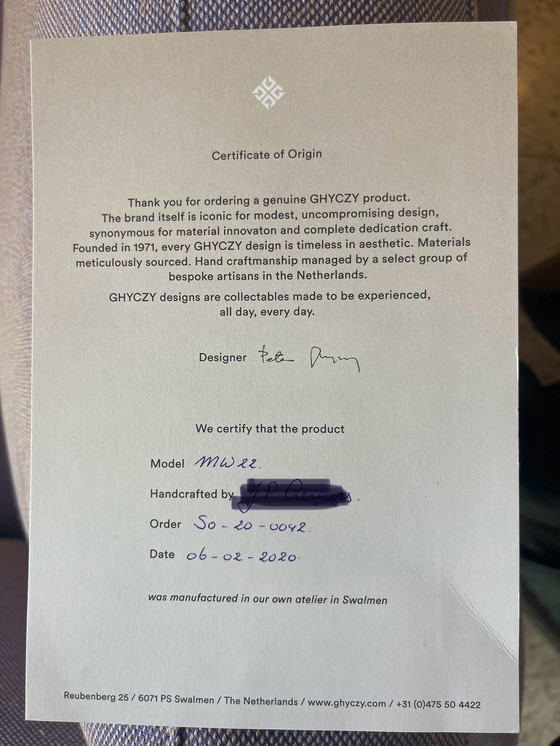 Certificate of Origin
Thank you for ordering a genuine GHYCZY product.
The brand itself is iconic for modest, uncompromising design,
synonymous for material innovaton and complete dedication craft.
Founded in 1971, every GHYCZY design is timeless in aesthetic. Materials
meticulously sourced. Hand craftmanship managed by a select group of
bespoke artisans in the Netherlands.
GHYCZY designs are collectables made to be experienced,
all day, every day.
Designer Peter
We certify that the product
Model MW22.
Handcrafted by
Order SO-20-0042.
Date 06-02-2020.
was manufactured in our own atelier in Swalmen
Reubenberg 25 / 6071 PS Swalmen / The Netherlands / www.ghyczy.com / +31 (0)475 50 4422